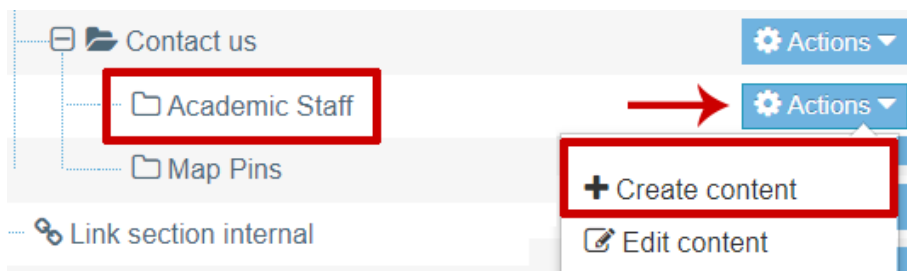 Contact us Actions
Academic Staff Actions
Map Pins
Create content
Link section internal
Edit content